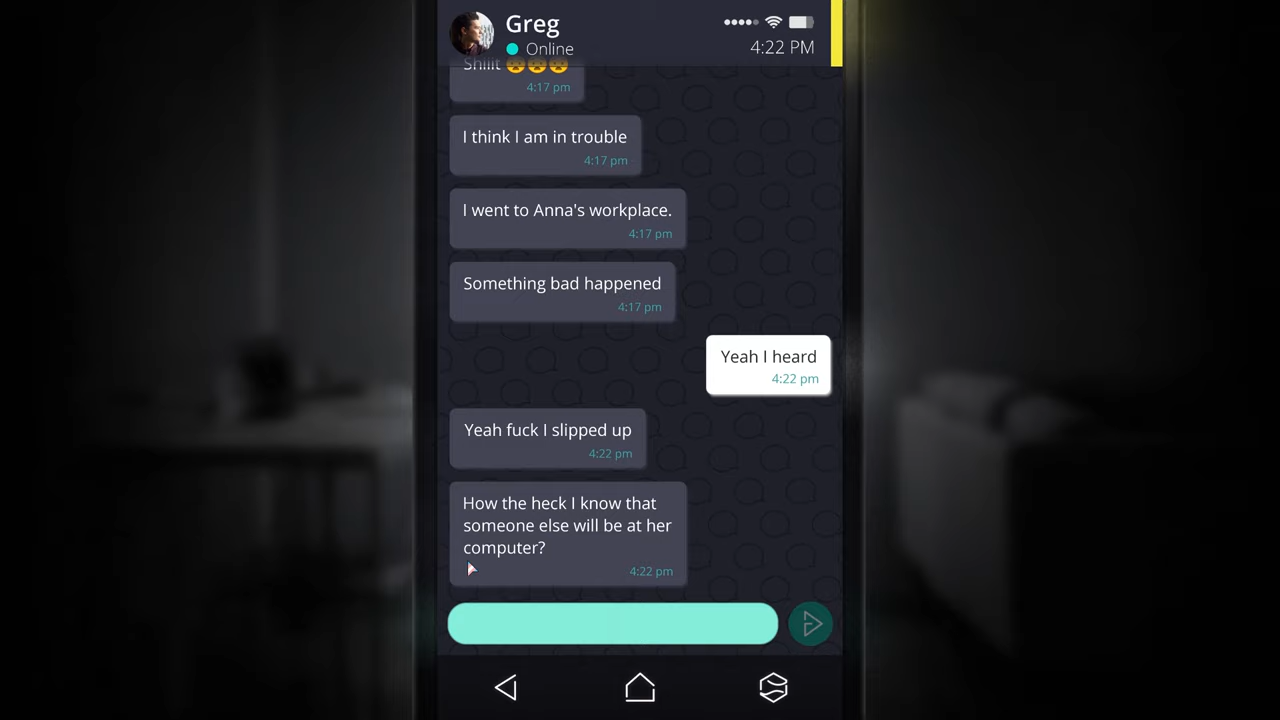 Greg
Online
4:22 PM
Shiiit
4:17 pm
I think I am in trouble
4:17 pm
I went to Anna's workplace.
4:17 pm
Something bad happened
4:17 pm
Yeah I heard
4:22 pm
Yeah fuck I slipped up
4:22 pm
How the heck I know that
someone else will be at her
computer?
4:22 pm